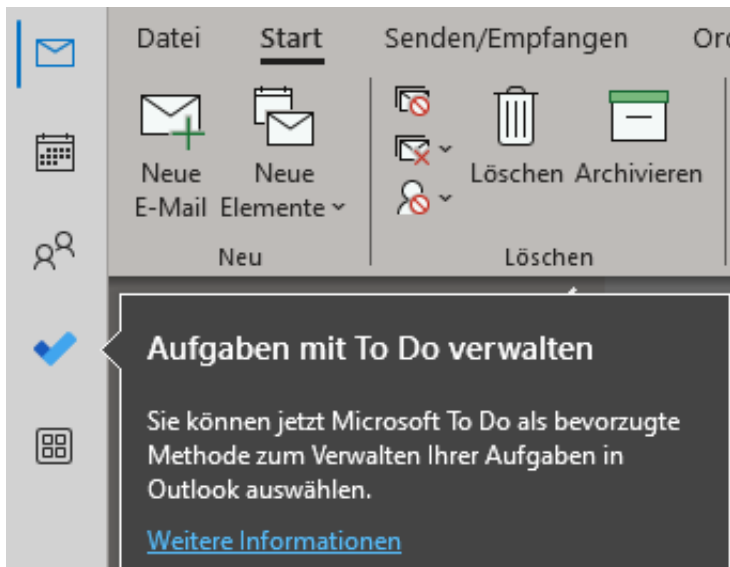 Datei Start Senden/Empfangen
Neue Neue Löschen Archivieren
E-Mail Elemente
Neu Löschen
Aufgaben mit To Do verwalten
Sie können jetzt Microsoft To Do als bevorzugte
Methode zum Verwalten Ihrer Aufgaben in
Outlook auswählen.
Weitere Informationen